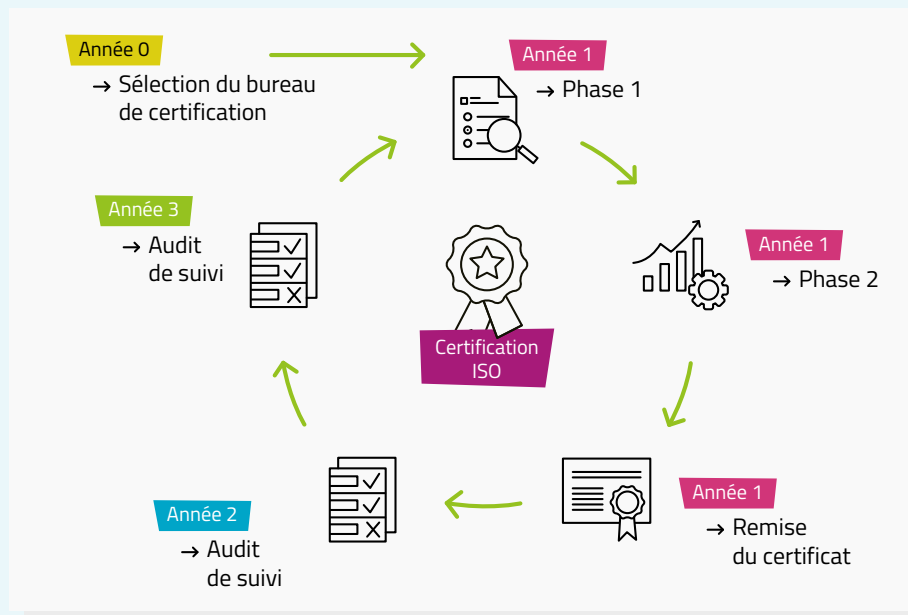 Année 0
→ Sélection du bureau
de certification
Année 1
→ Phase 1
Année 1
→ Phase 2
Année 1
→ Remise
du certificat
Année 2
→ Audit
de suivi
Année 3
→ Audit
de suivi
Certification
ISO